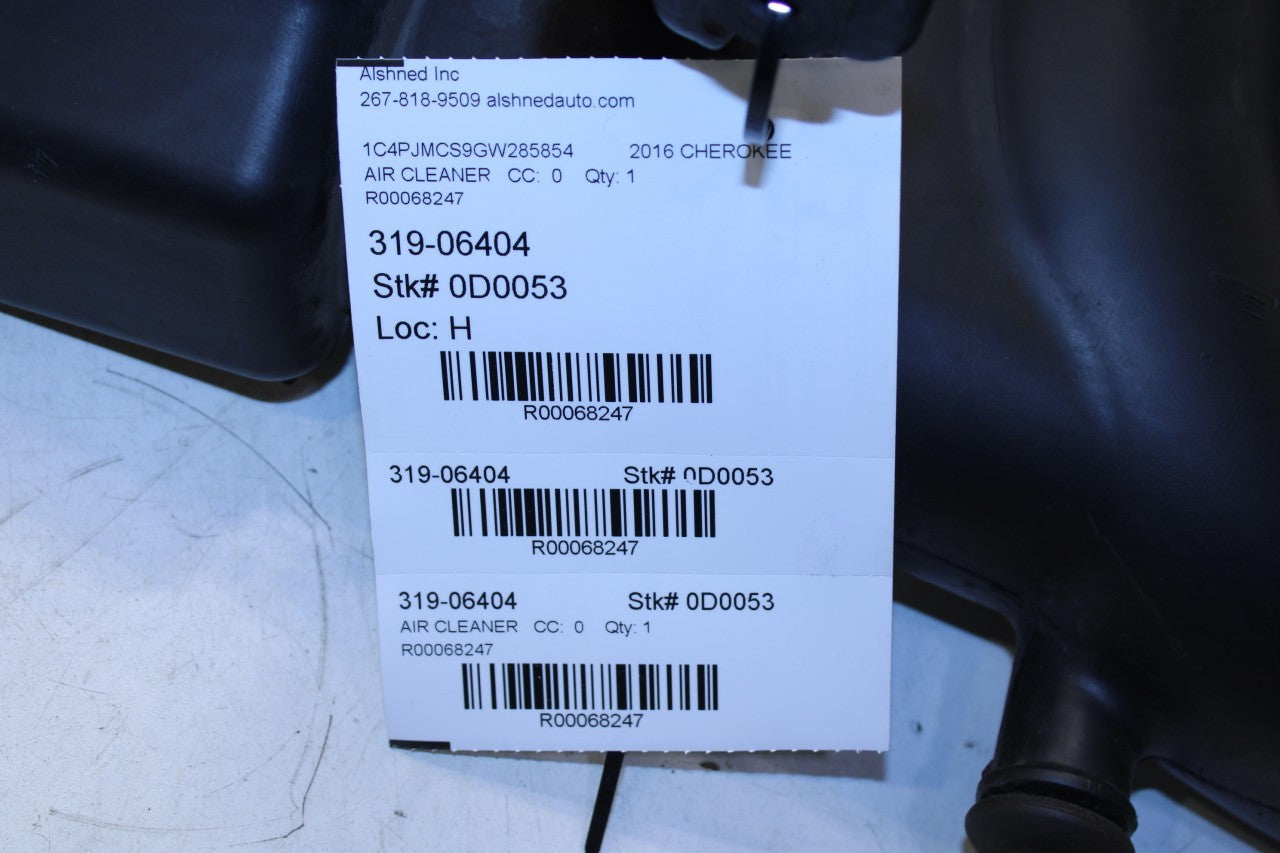 Alshned Inc
267-818-9509 alshnedauto.com
1C4PJMCS9GW285854 2016 CHEROKEE
AIR CLEANER CC: 0 Qty: 1
R00068247
319-06404
Stk# 0D0053
Loc: H
R00068247
319-06404 Stk# 0D0053
R00068247
319-06404 Stk# 0D0053
AIR CLEANER CC: 0 Qty: 1
R00068247
R00068247